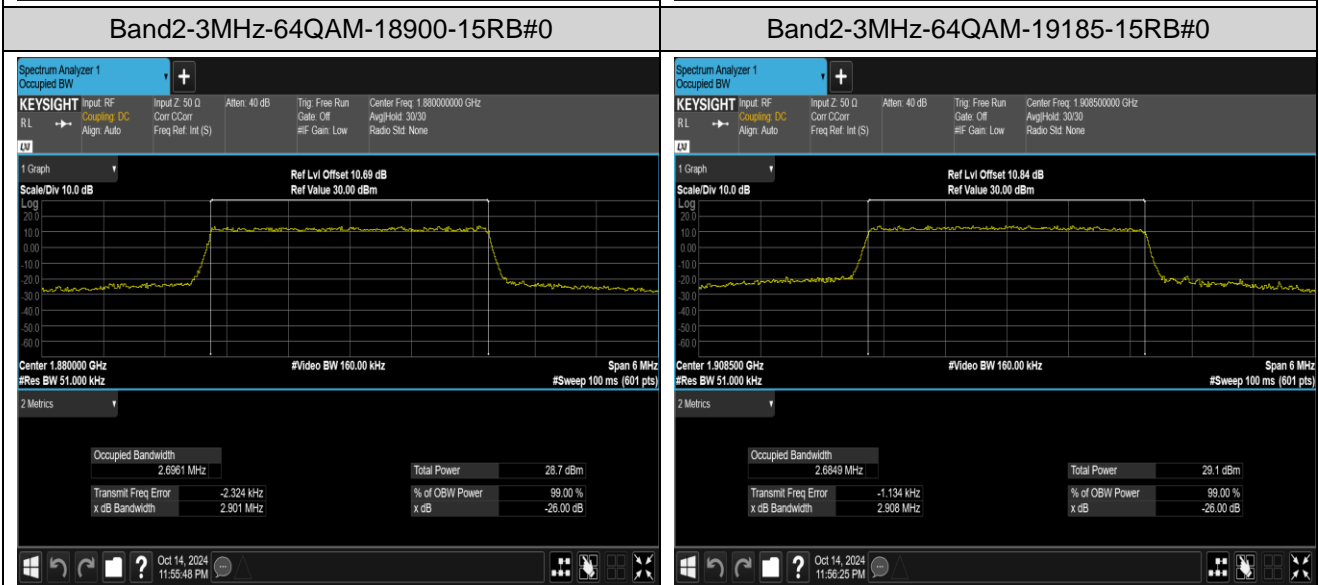 Band2-3MHz-64QAM-18900-15RB#0
Spectrum Analyzer 1
Occupied BW
+
KEYSIGHT Input: RF Input Z: 50 Ω Atten: 40 dB Trig: Free Run Center Freq: 1.880000000 GHz
RL Coupling: DC Corr CCorr Gate: Off Avg|Hold: 30/30
Align: Auto Freq Ref: Int (S) #IF Gain: Low Radio Std: None
LXI
1 Graph
Ref Lvl Offset 10.69 dB
Scale/Div 10.0 dB Ref Value 30.00 dBm
Log
20.0
10.0
0.00
-10.0
-20.0
-30.0
-40.0
-50.0
-60.0
Center 1.880000 GHz #Video BW 160.00 kHz Span 6 MHz
#Res BW 51.000 kHz #Sweep 100 ms (601 pts)
2 Metrics
Occupied Bandwidth
2.6961 MHz Total Power 28.7 dBm
Transmit Freq Error -2.324 kHz % of OBW Power 99.00 %
x dB Bandwidth 2.901 MHz x dB -26.00 dB
? Oct 14, 2024
11:55:48 PM
Band2-3MHz-64QAM-19185-15RB#0
Spectrum Analyzer 1
Occupied BW
+
KEYSIGHT Input: RF Input Z: 50 Ω Atten: 40 dB Trig: Free Run Center Freq: 1.908500000 GHz
RL Coupling: DC Corr CCorr Gate: Off Avg|Hold: 30/30
Align: Auto Freq Ref: Int (S) #IF Gain: Low Radio Std: None
LXI
1 Graph
Ref Lvl Offset 10.84 dB
Scale/Div 10.0 dB Ref Value 30.00 dBm
Log
20.0
10.0
0.00
-10.0
-20.0
-30.0
-40.0
-50.0
-60.0
Center 1.908500 GHz #Video BW 160.00 kHz Span 6 MHz
#Res BW 51.000 kHz #Sweep 100 ms (601 pts)
2 Metrics
Occupied Bandwidth
2.6849 MHz Total Power 29.1 dBm
Transmit Freq Error -1.134 kHz % of OBW Power 99.00 %
x dB Bandwidth 2.908 MHz x dB -26.00 dB
? Oct 14, 2024
11:56:25 PM